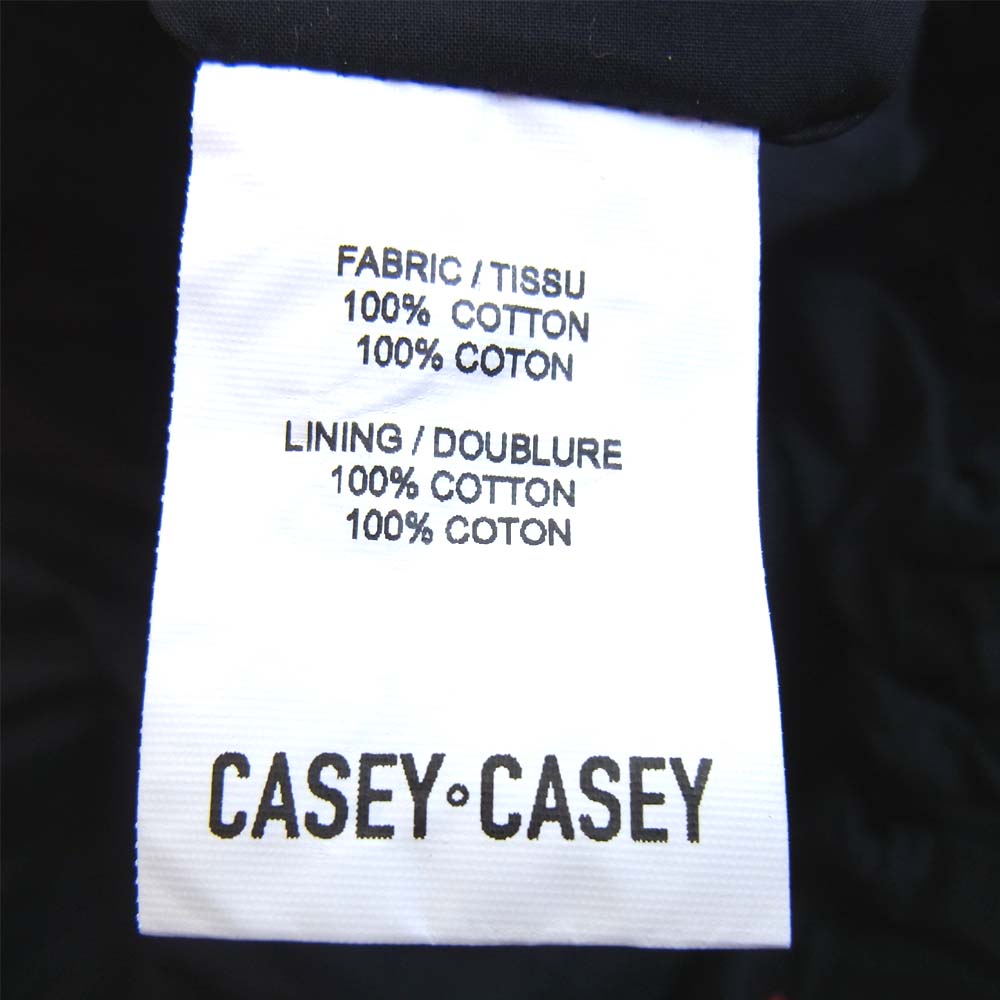 FABRIC / TISSU
100% COTTON
100% COTON
LINING / DOUBLURE
100% COTTON
100% COTON
CASEY∘CASEY